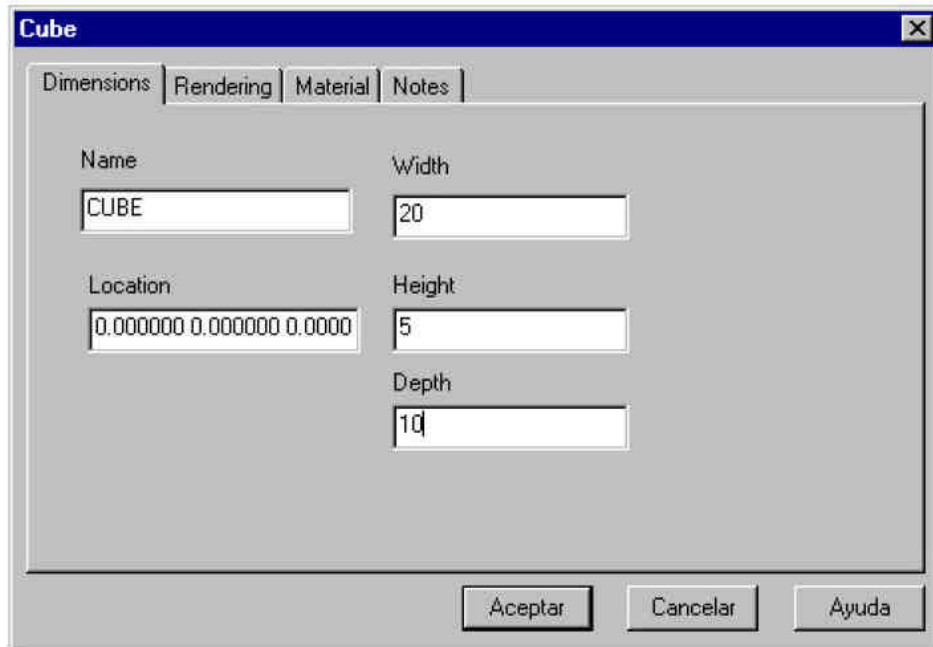 Cube
Dimensions Rendering Material Notes
Name
Width
CUBE
20
Location
Height
0.000000 0.000000 0.0000
5
Depth
10
Aceptar Cancelar Ayuda